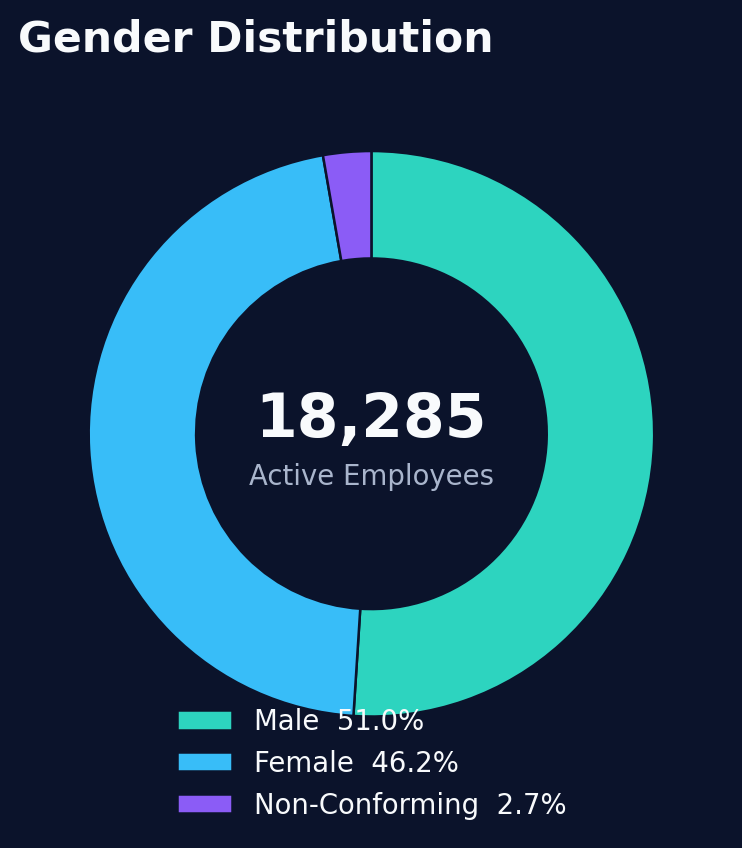 Gender Distribution
18,285
Active Employees
Male  51.0%
Female  46.2%
Non-Conforming  2.7%